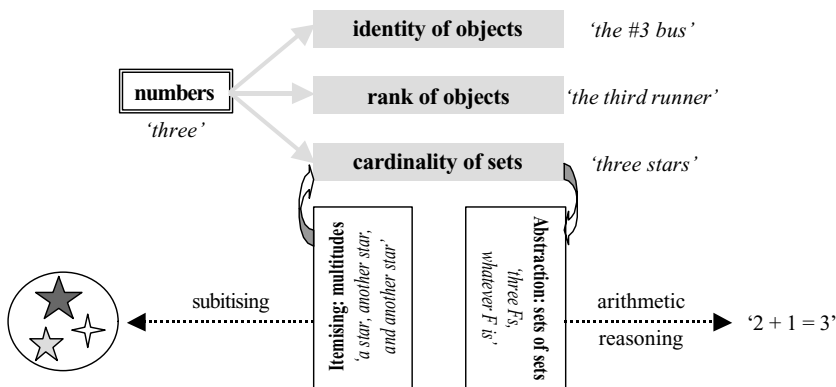 identity of objects
‘the #3 bus’
numbers
rank of objects
‘the third runner’
‘three’
cardinality of sets
‘three stars’
Itemising: multitudes
‘a star, another star,
and another star’
Abstraction: sets of sets
‘three Fs,
whatever F is’
subitising
arithmetic
reasoning
‘2 + 1 = 3’